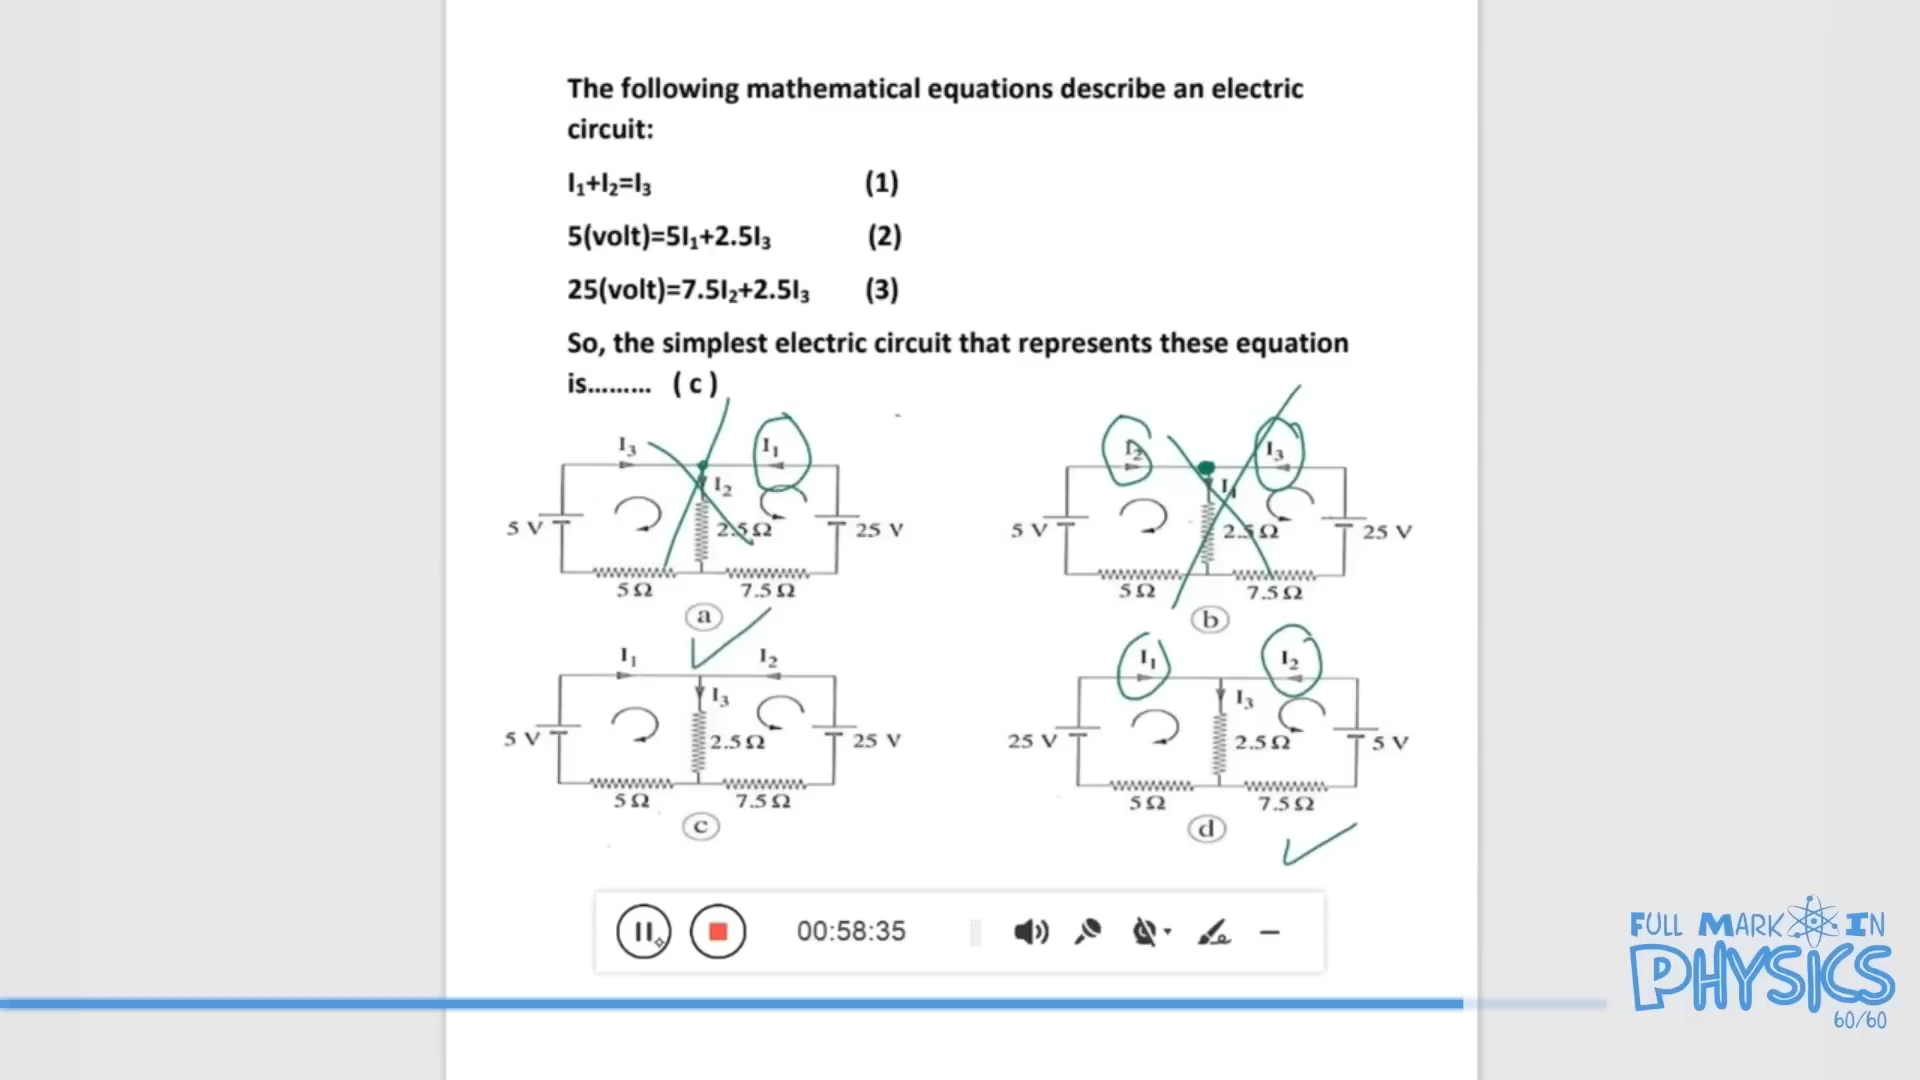 The following mathematical equations describe an electric
circuit:
I₁+I₂=I₃ (1)
5(volt)=5I₁+2.5I₃ (2)
25(volt)=7.5I₂+2.5I₃ (3)
So, the simplest electric circuit that represents these equation
is......... ( c )
I₃ I₁
I₂
5 V 2.5 Ω 25 V
5 Ω 7.5 Ω
a
I₂ I₃
I₁
5 V 2.5 Ω 25 V
5 Ω 7.5 Ω
b
I₁ I₂
I₃
5 V 2.5 Ω 25 V
5 Ω 7.5 Ω
c
I₁ I₂
I₃
25 V 2.5 Ω 5 V
5 Ω 7.5 Ω
d
00:58:35
FULL MARK IN
PHYSICS
60/60